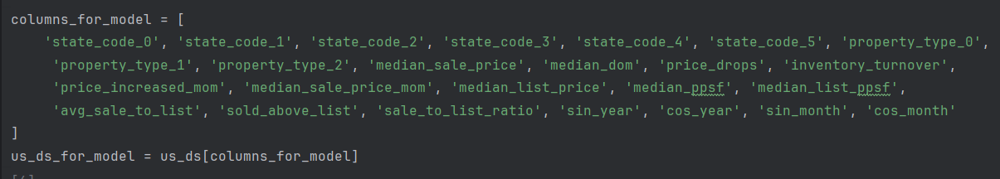 columns_for_model = [
    'state_code_0', 'state_code_1', 'state_code_2', 'state_code_3', 'state_code_4', 'state_code_5', 'property_type_0',
     'property_type_1', 'property_type_2', 'median_sale_price', 'median_dom', 'price_drops', 'inventory_turnover',
     'price_increased_mom', 'median_sale_price_mom', 'median_list_price', 'median_ppsf', 'median_list_ppsf',
      'avg_sale_to_list', 'sold_above_list', 'sale_to_list_ratio', 'sin_year', 'cos_year', 'sin_month', 'cos_month'
]
us_ds_for_model = us_ds[columns_for_model]